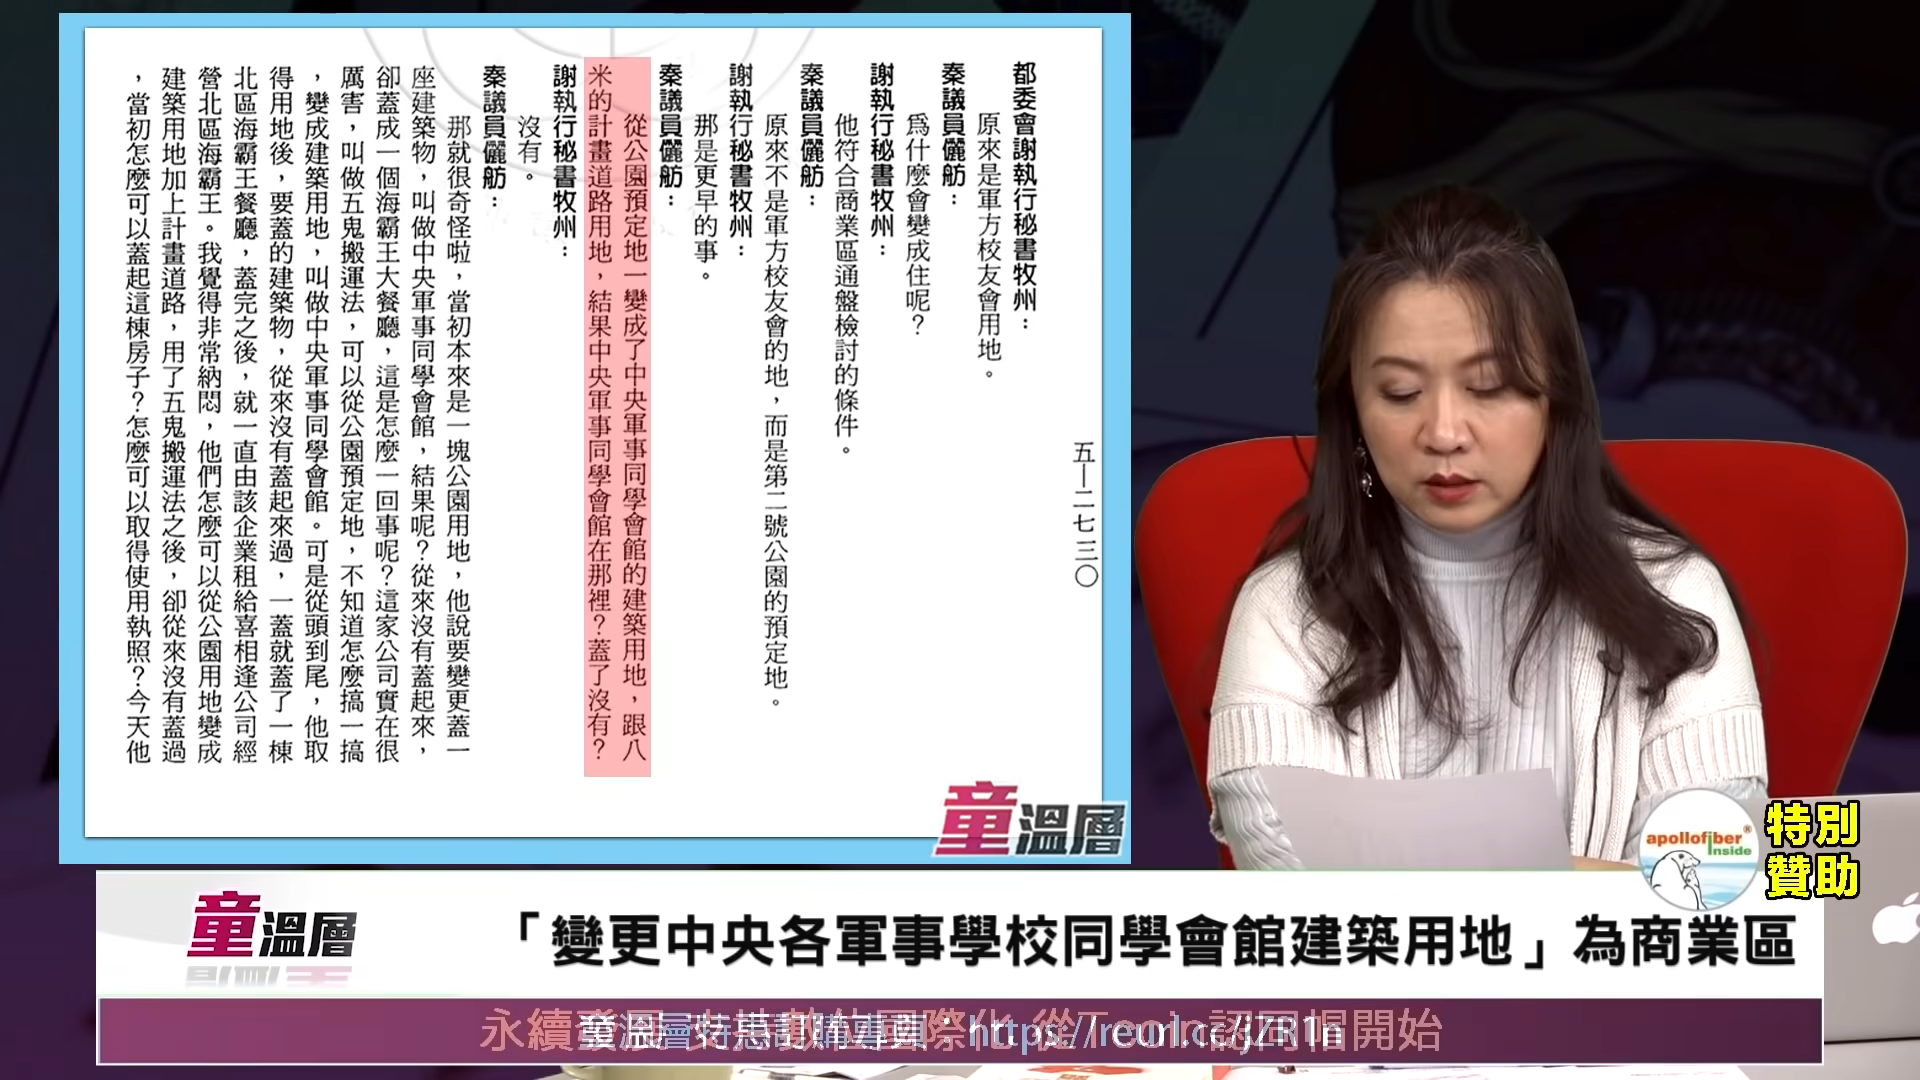 五—二七三〇
都委會謝執行秘書牧州：
原來是軍方校友會用地。
秦議員儷舫：
爲什麼會變成住呢？
謝執行秘書牧州：
他符合商業區通盤檢討的條件。
秦議員儷舫：
原來不是軍方校友會的地，而是第二號公園的預定地。
謝執行秘書牧州：
那是更早的事。
秦議員儷舫：
從公園預定地一變成了中央軍事同學會館的建築用地，跟八
米的計畫道路用地，結果中央軍事同學會館在那裡？蓋了沒有？
謝執行秘書牧州：
沒有。
秦議員儷舫：
那就很奇怪啦，當初本來是一塊公園用地，他說要變更蓋一
座建築物，叫做中央軍事同學會館，結果呢？從來沒有蓋起來，
卻蓋成一個海霸王大餐廳，這是怎麼一回事呢？這家公司實在很
厲害，叫做五鬼搬運法，可以從公園預定地，不知道怎麼搞一搞
，變成建築用地，叫做中央軍事同學會館。可是從頭到尾，他取
得用地後，要蓋的建築物，從來沒有蓋起來過，一蓋就蓋了一棟
北區海霸王餐廳，蓋完之後，就一直由該企業租給喜相逢公司經
營北區海霸王。我覺得非常納悶，他們怎麼可以從公園用地變成
建築用地加上計畫道路，用了五鬼搬運法之後，卻從來沒有蓋過
，當初怎麼可以蓋起這棟房子？怎麼可以取得使用執照？今天他
童溫層
apollofiber®
inside
特別
贊助
童溫層
「變更中央各軍事學校同學會館建築用地」為商業區